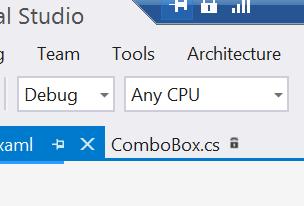 al Studio
g Team Tools Architecture
Debug Any CPU
xaml ComboBox.cs